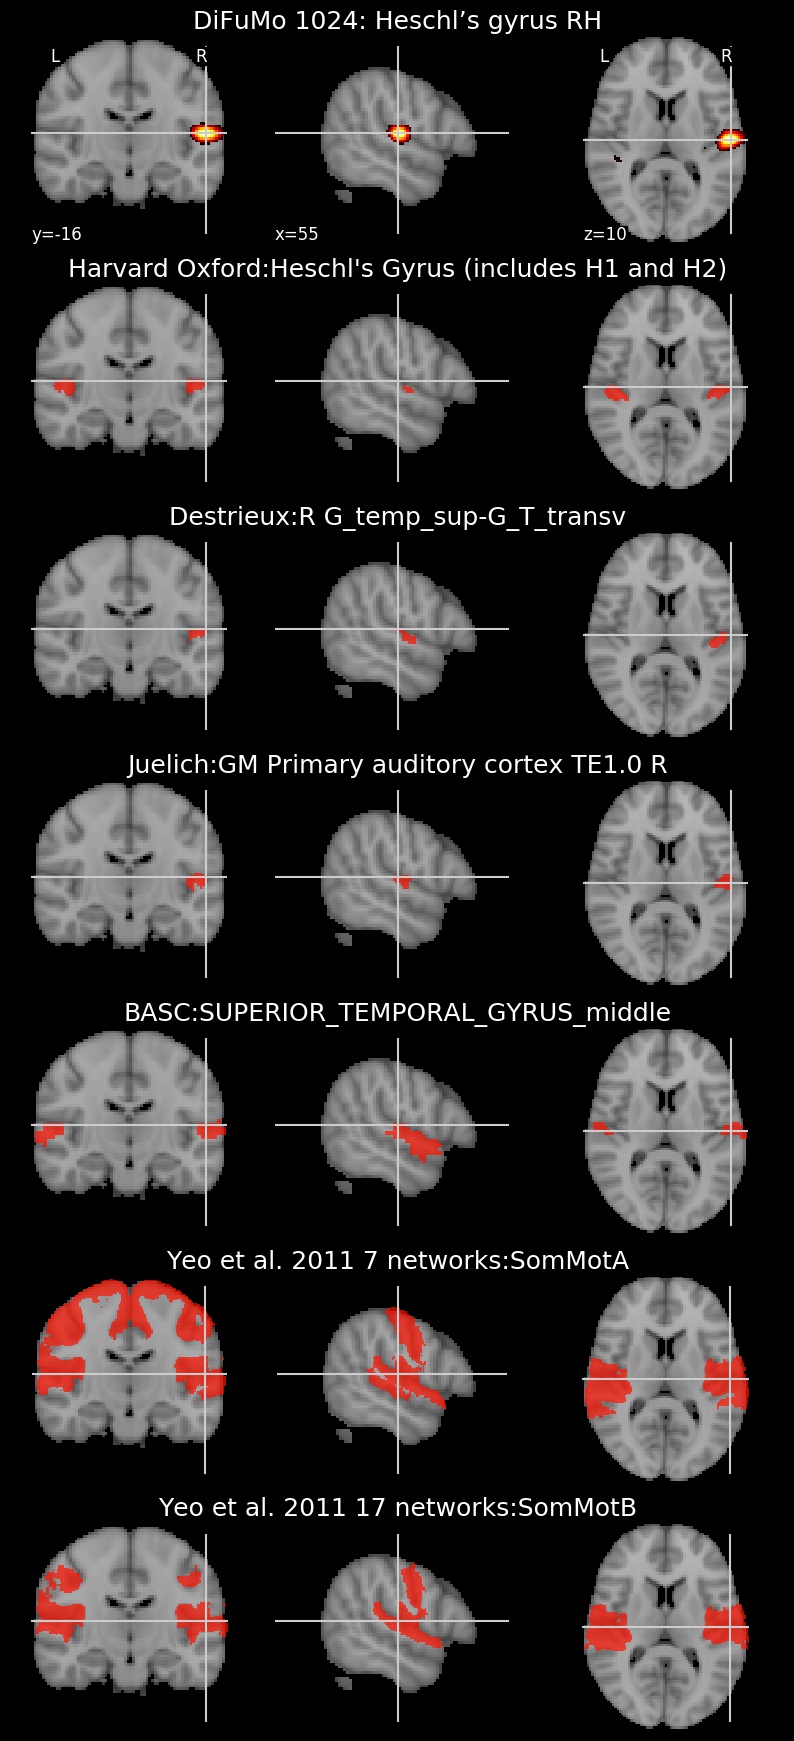 DiFuMo 1024: Heschl’s gyrus RH
L R L R
y=-16 x=55 z=10
Harvard Oxford:Heschl's Gyrus (includes H1 and H2)
Destrieux:R G_temp_sup-G_T_transv
Juelich:GM Primary auditory cortex TE1.0 R
BASC:SUPERIOR_TEMPORAL_GYRUS_middle
Yeo et al. 2011 7 networks:SomMotA
Yeo et al. 2011 17 networks:SomMotB